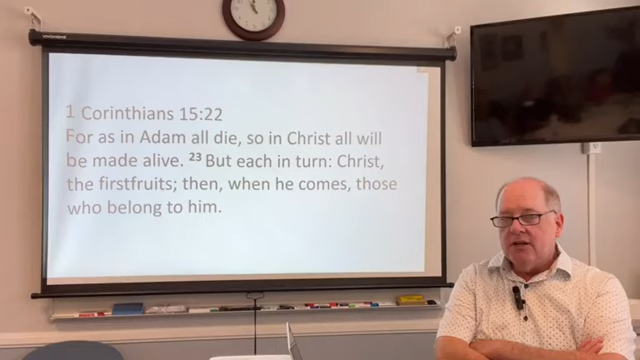 1 Corinthians 15:22
For as in Adam all die, so in Christ all will
be made alive. ²³ But each in turn: Christ,
the firstfruits; then, when he comes, those
who belong to him.